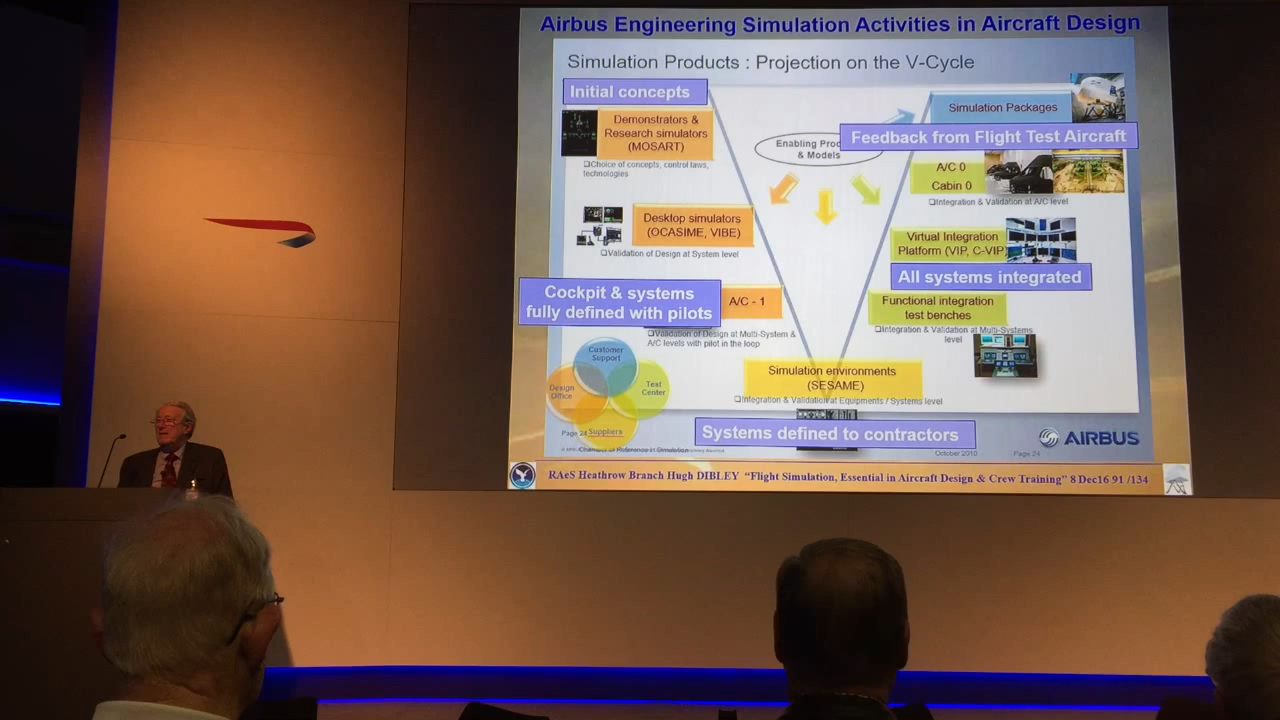 Airbus Engineering Simulation Activities in Aircraft Design
Simulation Products : Projection on the V-Cycle
Initial concepts
Demonstrators &
Research simulators
(MOSART)
❑Choice of concepts, control laws,
technologies
Desktop simulators
(OCASIME, VIBE)
❑Validation of Design at System level
Cockpit & systems
fully defined with pilots
A/C - 1
❑Validation of Design at Multi-System &
A/C levels with pilot in the loop
Customer
Support
Design
Office
Test
Center
Suppliers
Enabling
& Models
Simulation Packages
Feedback from Flight Test Aircraft
A/C 0
Cabin 0
❑Integration & Validation at A/C level
Virtual Integration
Platform (VIP, C-VIP)
All systems integrated
Functional integration
test benches
❑Integration & Validation at Multi-Systems
level
Simulation environments
(SESAME)
❑Integration & Validation at Equipments / Systems level
Systems defined to contractors
Page 24
October 2010
Page 24
AIRBUS
RAeS Heathrow Branch Hugh DIBLEY "Flight Simulation, Essential in Aircraft Design & Crew Training" 8 Dec16 91 /134